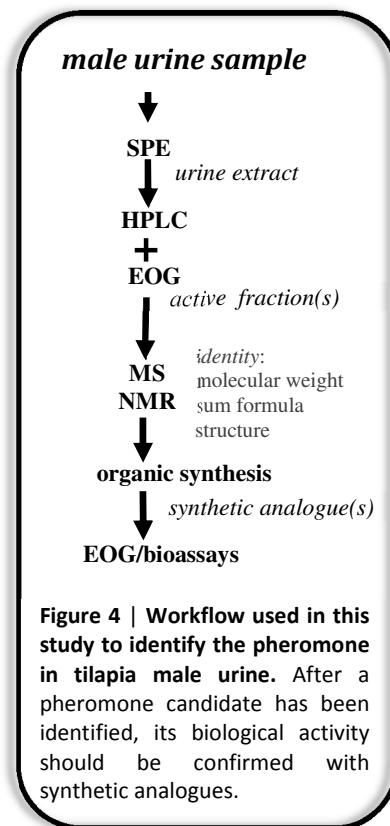 male urine sample
SPE
urine extract
HPLC
+
EOG
active fraction(s)
MS
NMR
identity:
molecular weight
sum formula
structure
organic synthesis
synthetic analogue(s)
EOG/bioassays
Figure 4 | Workflow used in this
study to identify the pheromone
in tilapia male urine. After a
pheromone candidate has been
identified, its biological activity
should be confirmed with
synthetic analogues.